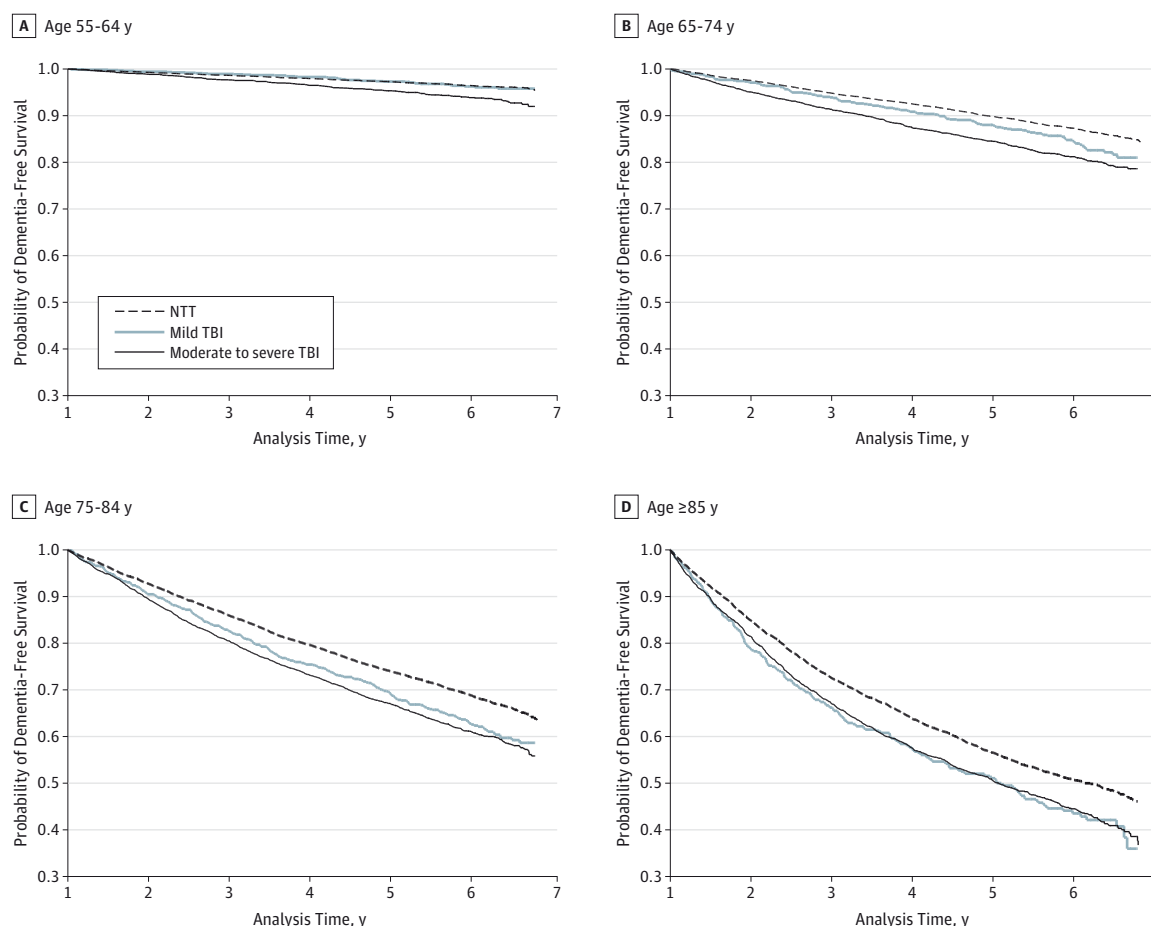 A Age 55-64 y
1.0
0.9
0.8
0.7
0.6
0.5
0.4
0.3
Probability of Dementia-Free Survival
NTT
Mild TBI
Moderate to severe TBI
1 2 3 4 5 6 7
Analysis Time, y
B Age 65-74 y
1.0
0.9
0.8
0.7
0.6
0.5
0.4
0.3
Probability of Dementia-Free Survival
1 2 3 4 5 6
Analysis Time, y
C Age 75-84 y
1.0
0.9
0.8
0.7
0.6
0.5
0.4
0.3
Probability of Dementia-Free Survival
1 2 3 4 5 6 7
Analysis Time, y
D Age ≥85 y
1.0
0.9
0.8
0.7
0.6
0.5
0.4
0.3
Probability of Dementia-Free Survival
1 2 3 4 5 6
Analysis Time, y